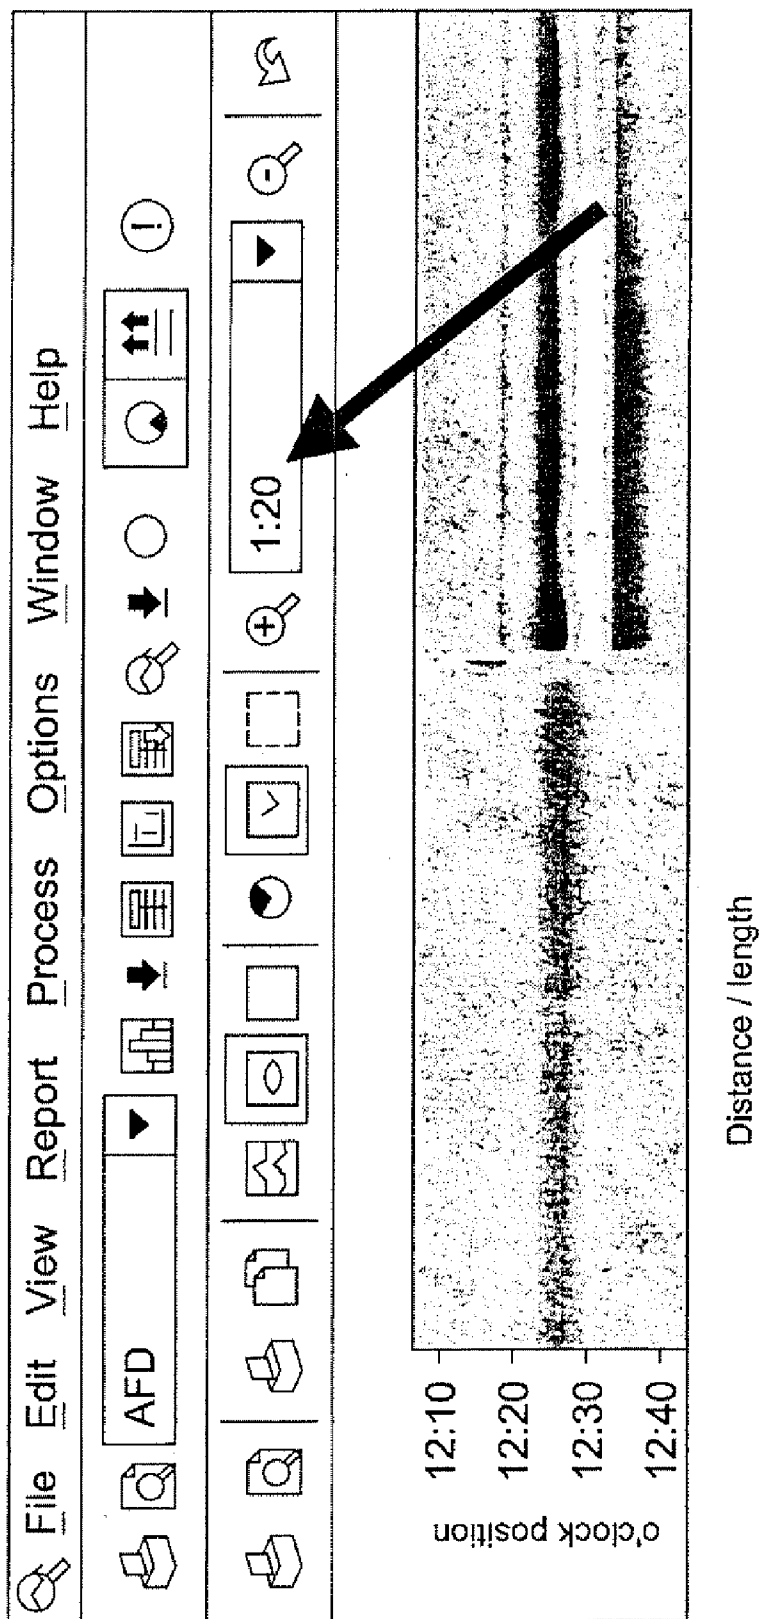 File Edit View Report Process Options Window Help
AFD
1:20
12:10
12:20
12:30
12:40
o'clock position
Distance / length